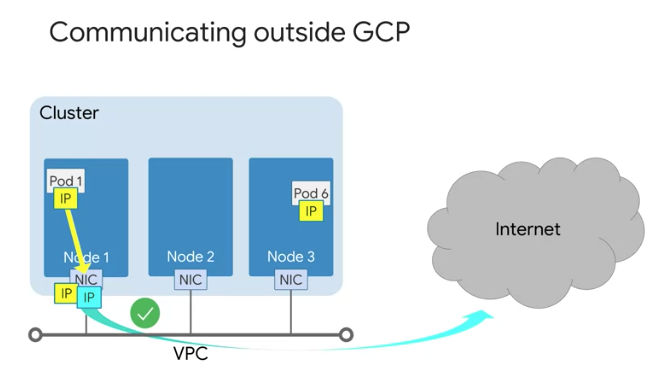 Communicating outside GCP
Cluster
Pod 1
IP
Pod 6
IP
Node 1
Node 2
Node 3
NIC
NIC
NIC
IP
IP
VPC
Internet